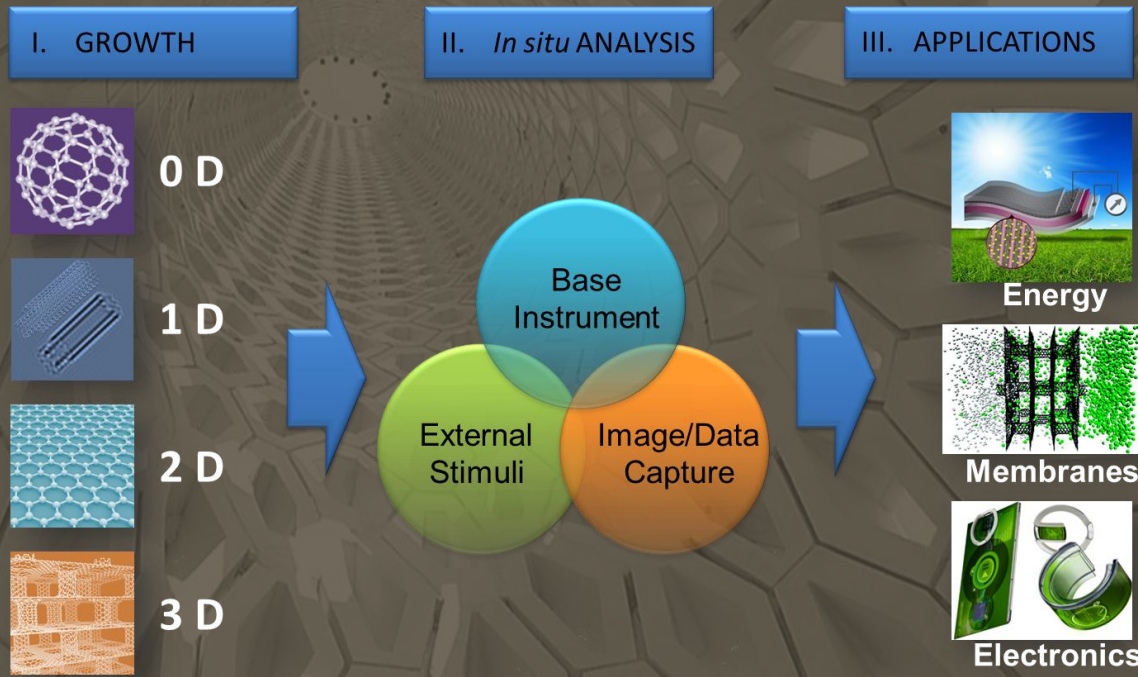 I. GROWTH
II. In situ ANALYSIS
III. APPLICATIONS
0 D
1 D
2 D
3 D
Base
Instrument
External
Stimuli
Image/Data
Capture
Energy
Membranes
Electronics